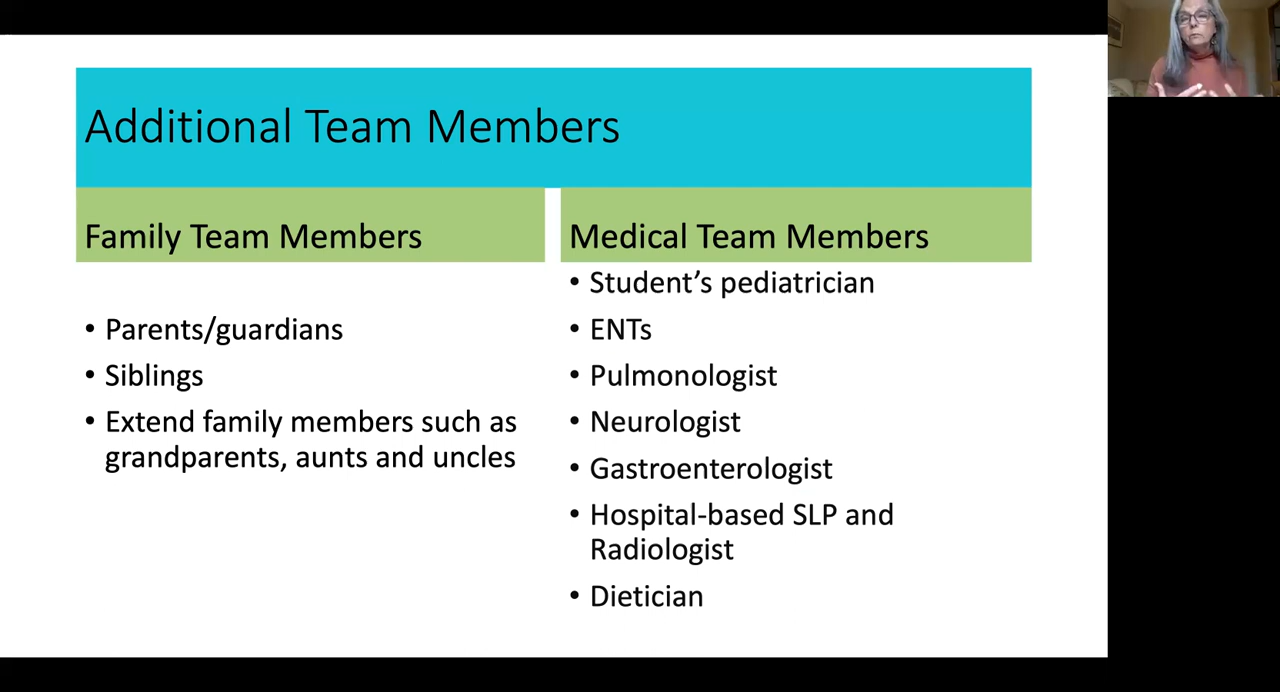 Additional Team Members
Family Team Members
• Parents/guardians
• Siblings
• Extend family members such as
grandparents, aunts and uncles
Medical Team Members
• Student’s pediatrician
• ENTs
• Pulmonologist
• Neurologist
• Gastroenterologist
• Hospital-based SLP and
Radiologist
• Dietician